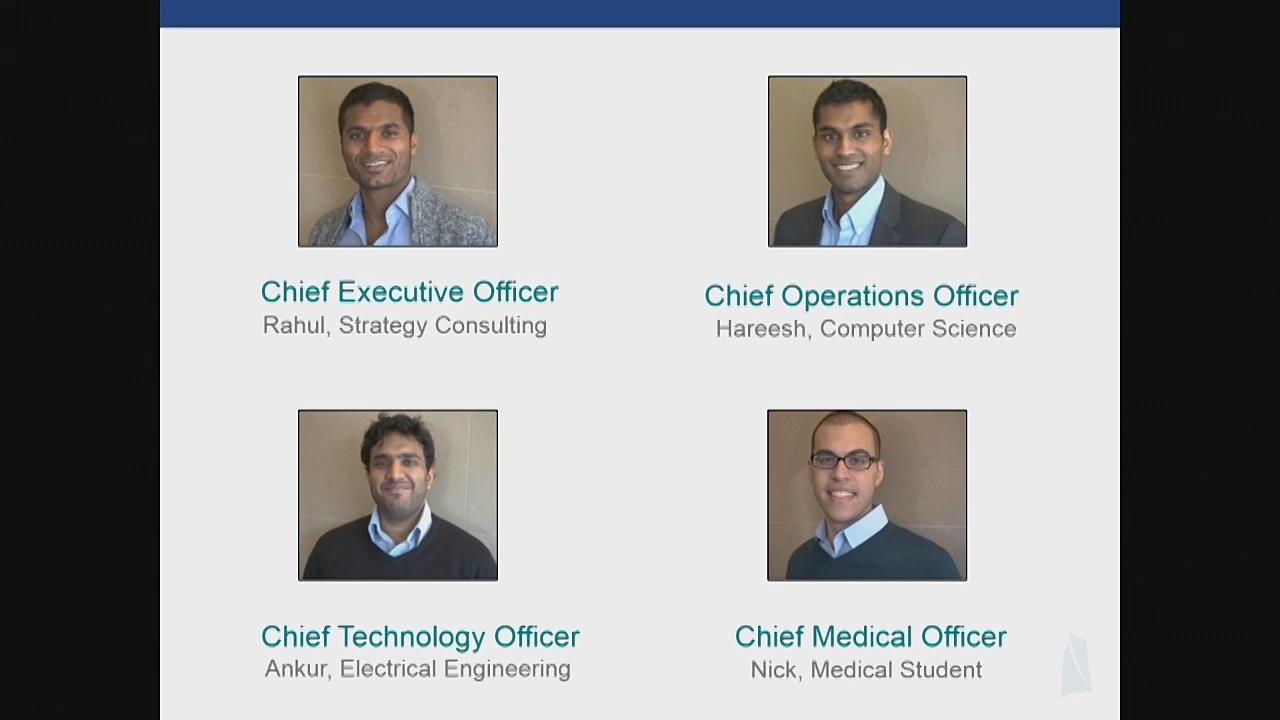 Chief Executive Officer
Rahul, Strategy Consulting
Chief Operations Officer
Hareesh, Computer Science
Chief Technology Officer
Ankur, Electrical Engineering
Chief Medical Officer
Nick, Medical Student